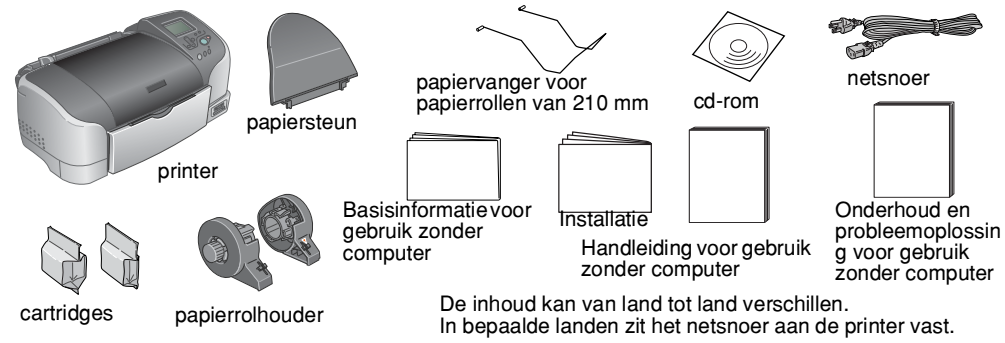 papiervanger voor
papierrollen van 210 mm
cd-rom
netsnoer
papiersteun
printer
Basisinformatie voor
gebruik zonder
computer
Installatie
Handleiding voor gebruik
zonder computer
Onderhoud en
probleemoplossin
g voor gebruik
zonder computer
cartridges
papierrolhouder
De inhoud kan van land tot land verschillen.
In bepaalde landen zit het netsnoer aan de printer vast.